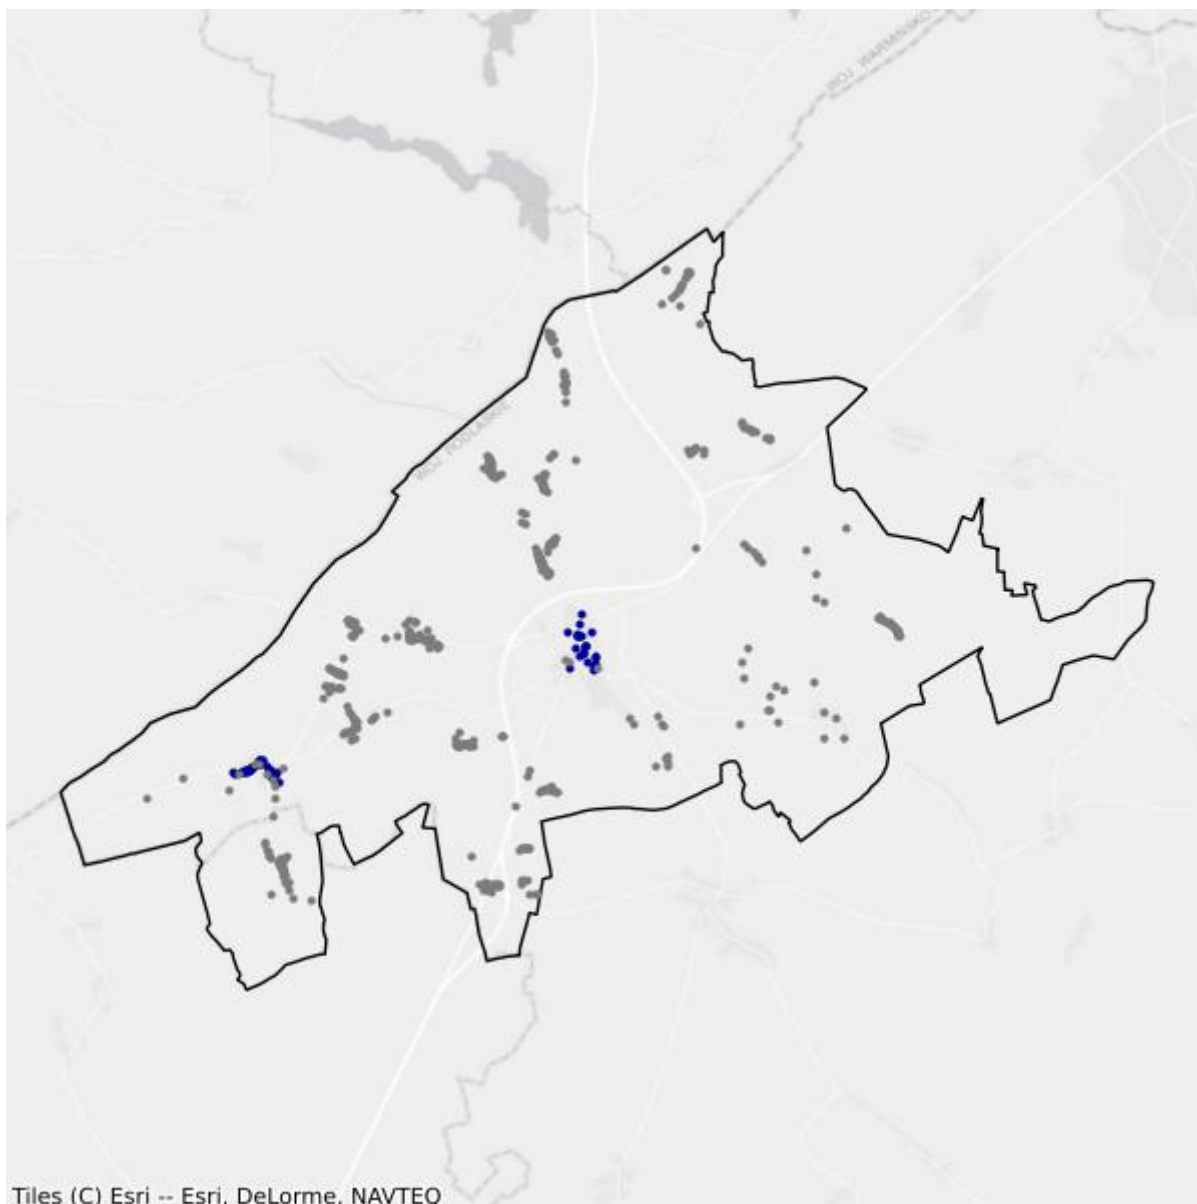 WOJ. WARMIŃSKO-
WOJ. PODLASKIE
Tiles (C) Esri -- Esri, DeLorme, NAVTEQ